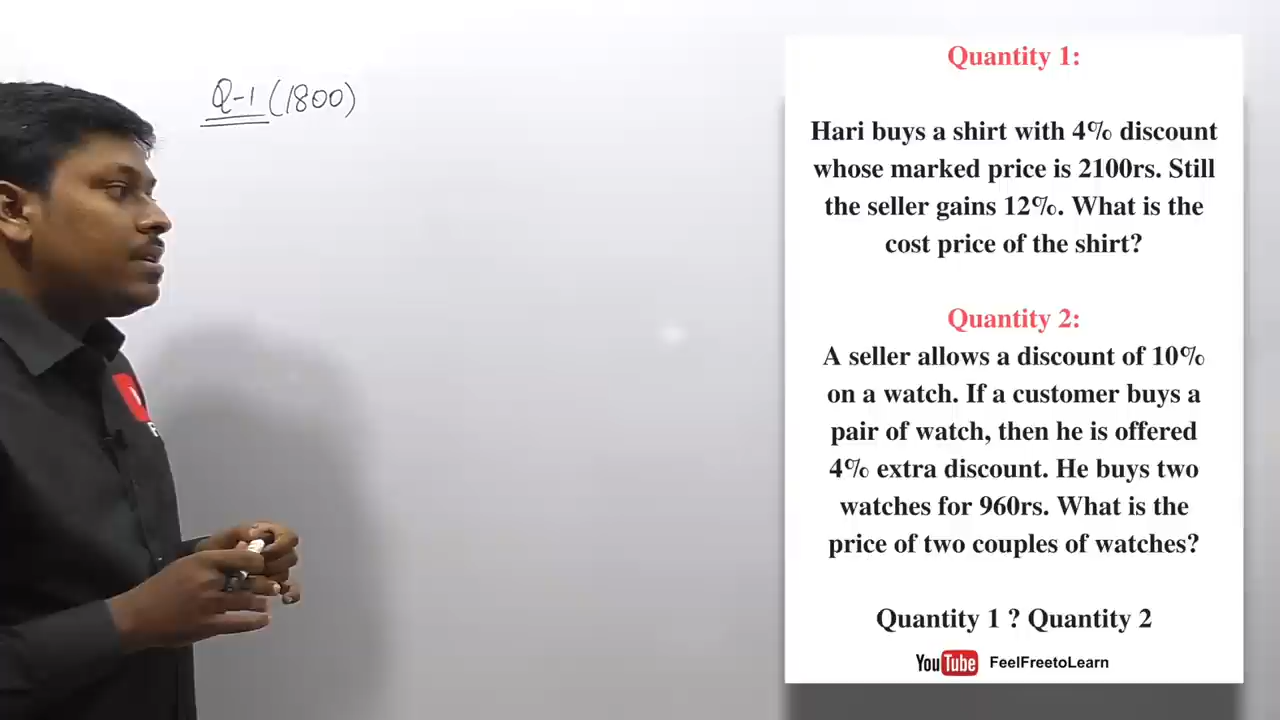 Q-1 (1800)
Quantity 1:
Hari buys a shirt with 4% discount
whose marked price is 2100rs. Still
the seller gains 12%. What is the
cost price of the shirt?
Quantity 2:
A seller allows a discount of 10%
on a watch. If a customer buys a
pair of watch, then he is offered
4% extra discount. He buys two
watches for 960rs. What is the
price of two couples of watches?
Quantity 1 ? Quantity 2
YouTube FeelFreetoLearn